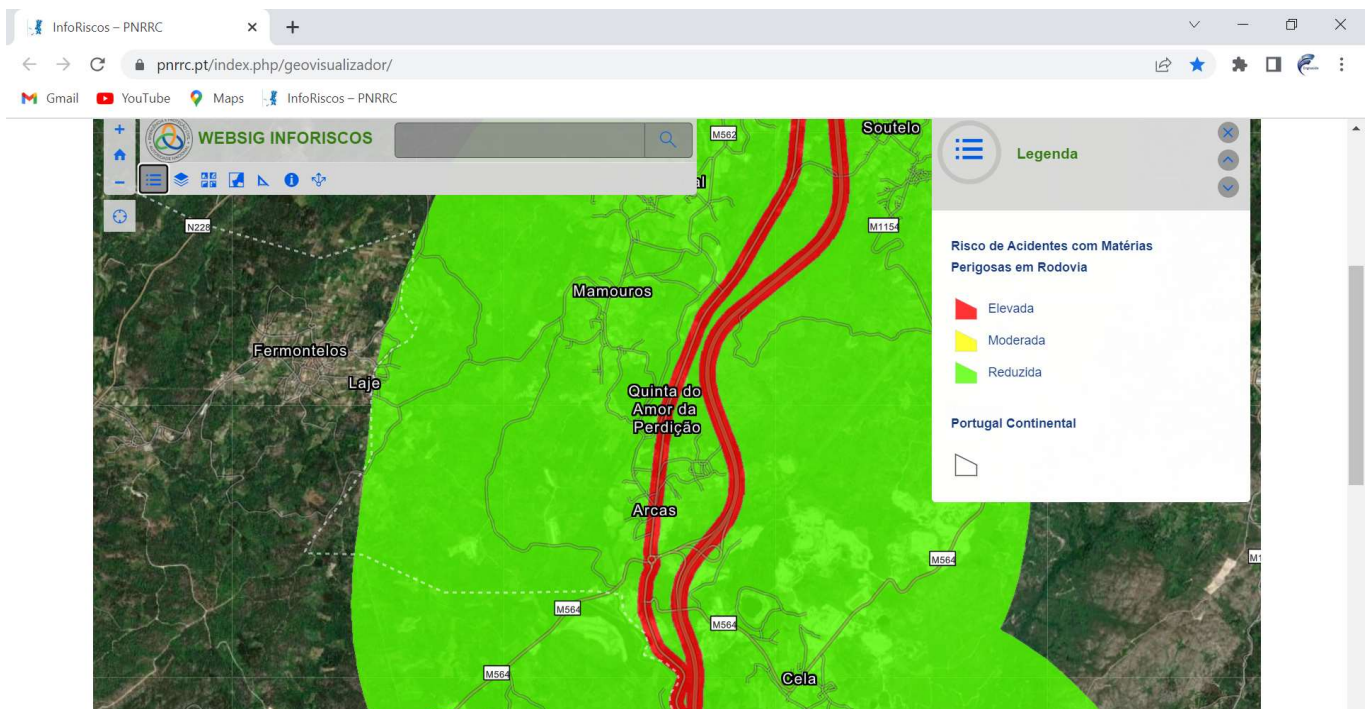 InfoRiscos – PNRRC
pnrrc.pt/index.php/geovisualizador/
Gmail
YouTube
Maps
InfoRiscos – PNRRC
WEBSIG INFORISCOS
M562
Soutelo
Legenda
al
N228
M1154
Risco de Acidentes com Matérias
Perigosas em Rodovia
Mamouros
Elevada
Moderada
Fermontelos
Reduzida
Laje
Quinta do
Amor da
Perdição
Portugal Continental
Arcas
M564
M1
M564
M564
M564
Cela